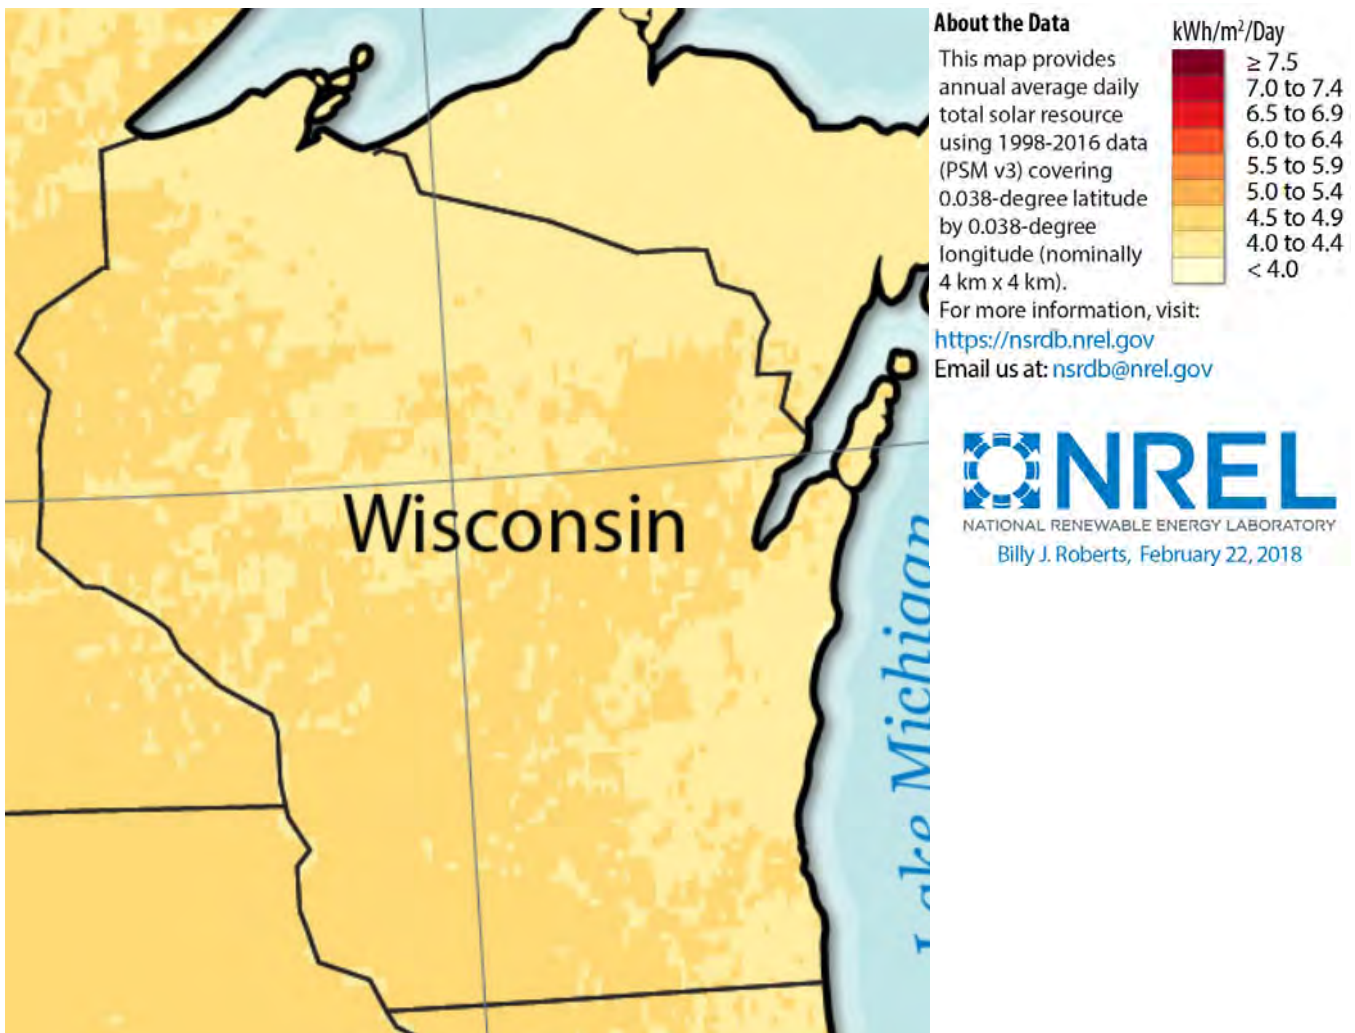 Wisconsin
Lake Michigan
About the Data
This map provides
annual average daily
total solar resource
using 1998-2016 data
(PSM v3) covering
0.038-degree latitude
by 0.038-degree
longitude (nominally
4 km x 4 km).
For more information, visit:
https://nsrdb.nrel.gov
Email us at: nsrdb@nrel.gov
kWh/m²/Day
≥ 7.5
7.0 to 7.4
6.5 to 6.9
6.0 to 6.4
5.5 to 5.9
5.0 to 5.4
4.5 to 4.9
4.0 to 4.4
< 4.0
NREL
NATIONAL RENEWABLE ENERGY LABORATORY
Billy J. Roberts, February 22, 2018